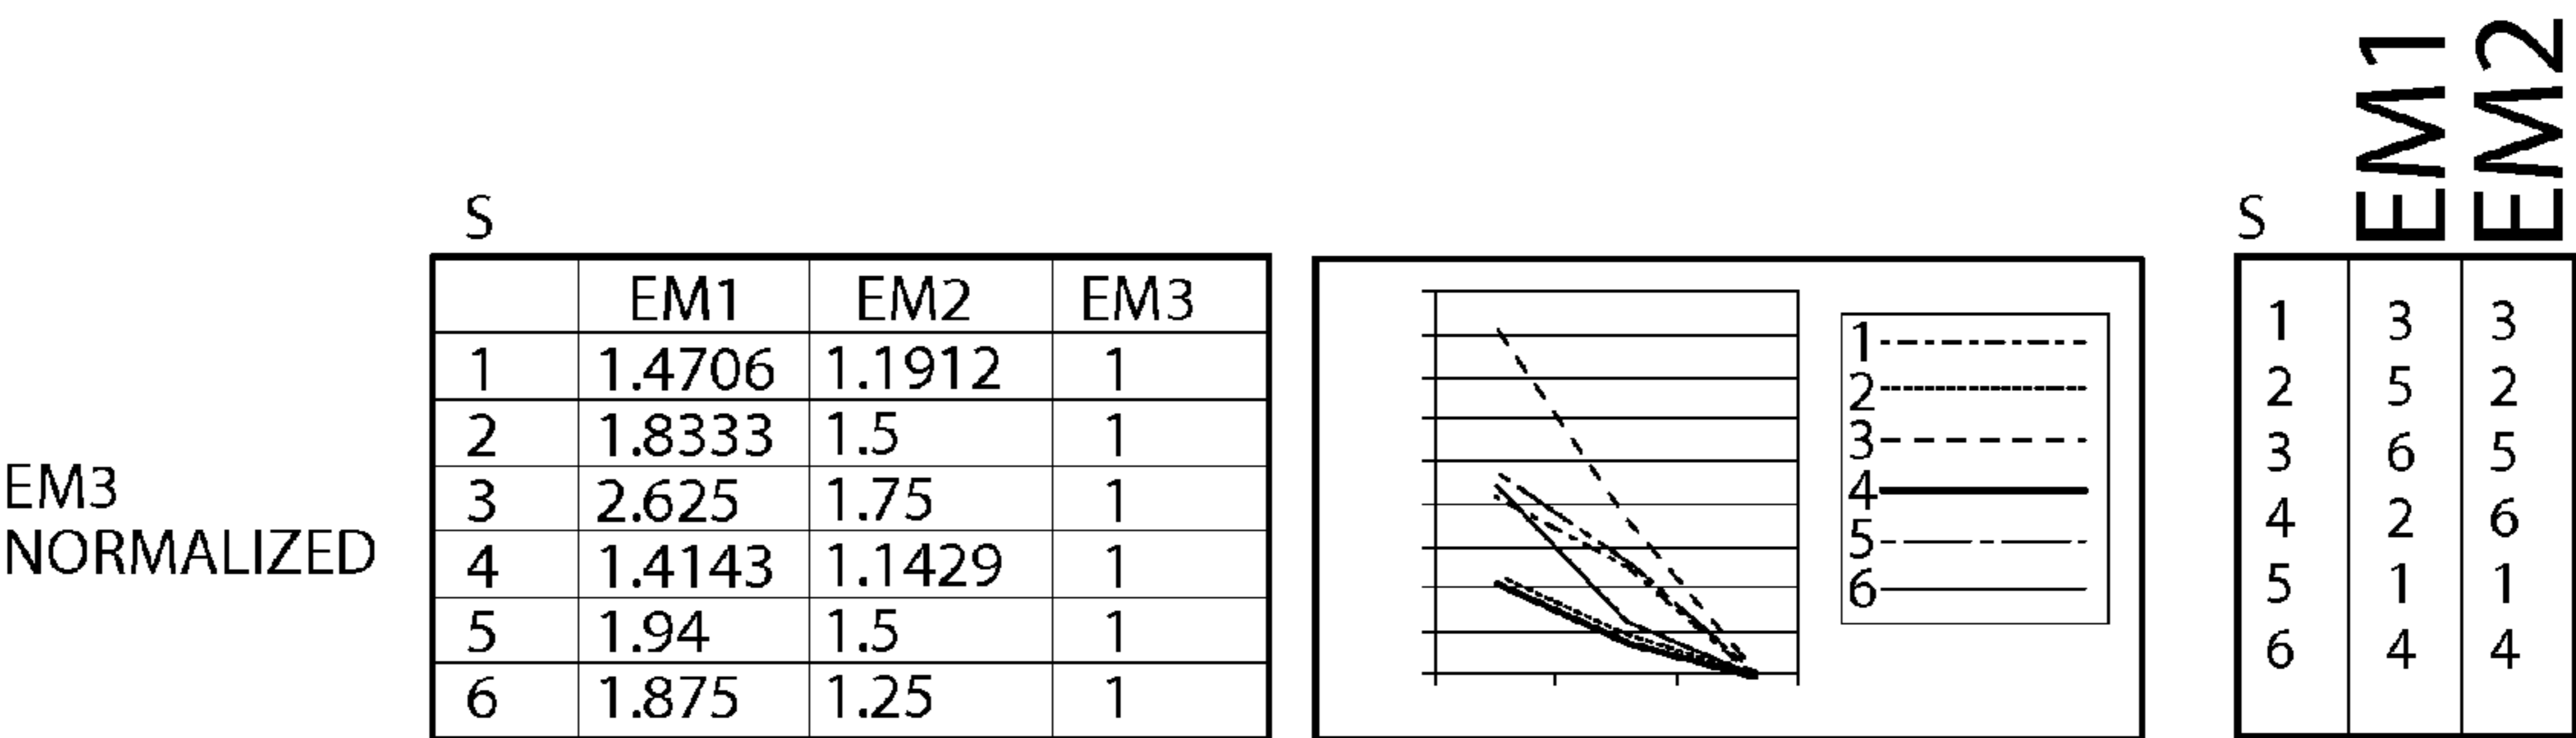 EM1 EM2
S S
EM1 EM2 EM3
1 1.4706 1.1912 1
2 1.8333 1.5 1
3 2.625 1.75 1
4 1.4143 1.1429 1
5 1.94 1.5 1
6 1.875 1.25 1
EM3
NORMALIZED
1
2
3
4
5
6
1 3 3
2 5 2
3 6 5
4 2 6
5 1 1
6 4 4